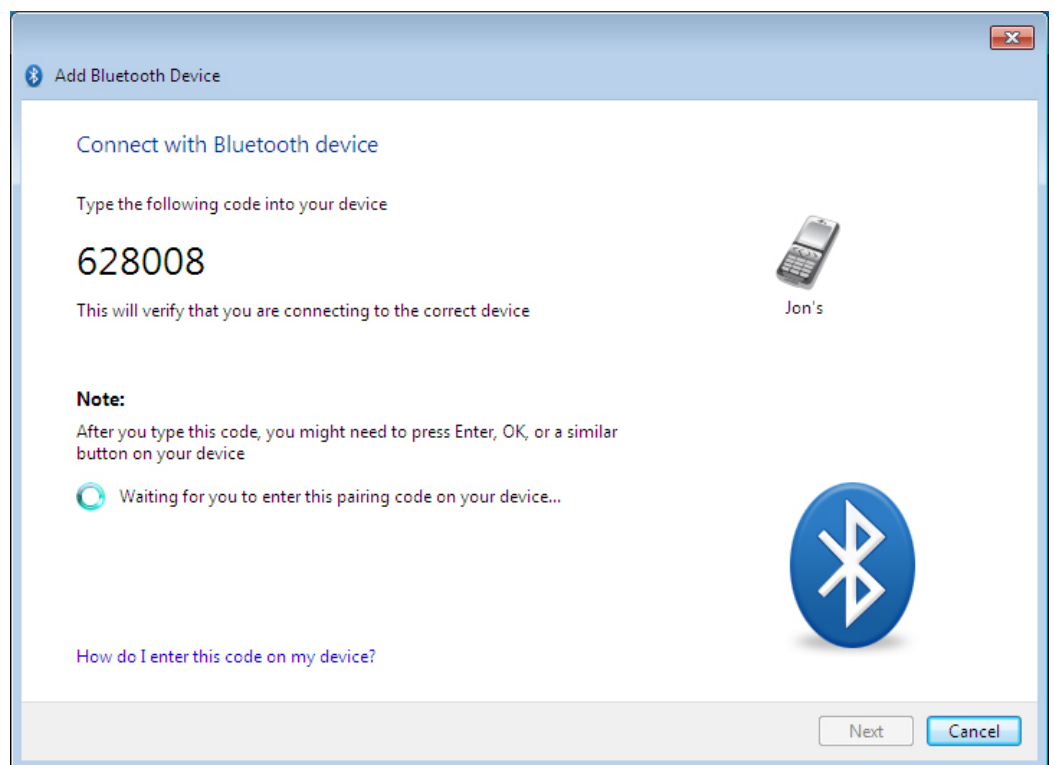 Add Bluetooth Device
Connect with Bluetooth device
Type the following code into your device
628008
This will verify that you are connecting to the correct device
Jon's
Note:
After you type this code, you might need to press Enter, OK, or a similar
button on your device
Waiting for you to enter this pairing code on your device...
How do I enter this code on my device?
Next
Cancel